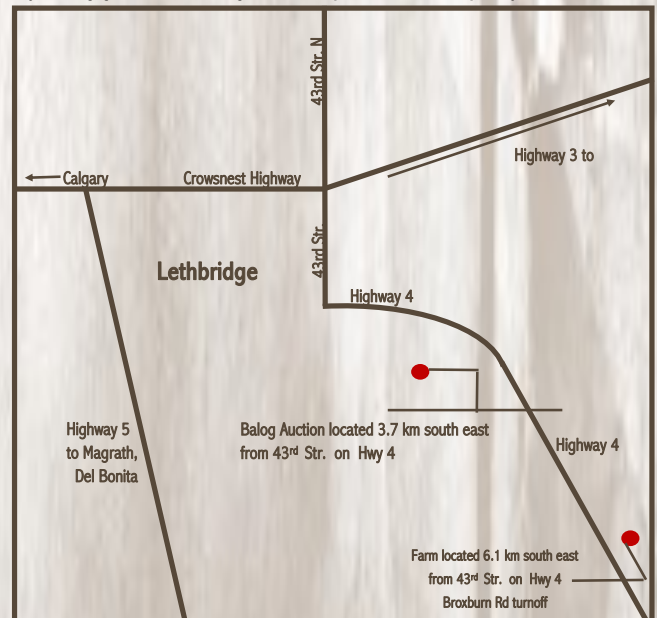 43rd Str. N
Highway 3 to
Calgary
Crowsnest Highway
43rd Str.
Lethbridge
Highway 4
Highway 5
to Magrath,
Del Bonita
Balog Auction located 3.7 km south east
from 43rd Str. on Hwy 4
Highway 4
Farm located 6.1 km south east
from 43rd Str. on Hwy 4
Broxburn Rd turnoff